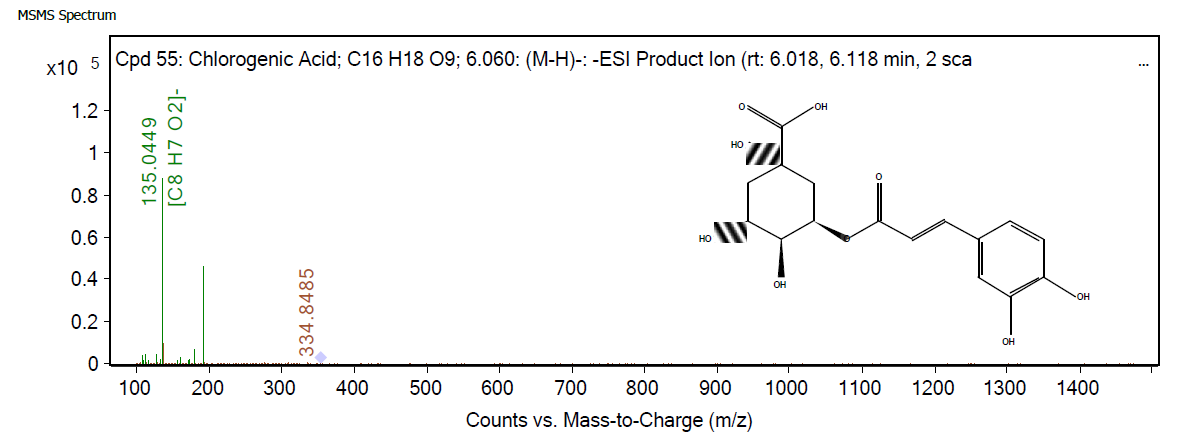 MSMS Spectrum
x10 5
Cpd 55: Chlorogenic Acid; C16 H18 O9; 6.060: (M-H)-: -ESI Product Ion (rt: 6.018, 6.118 min, 2 sca
...
1.2
1
0.8
0.6
0.4
0.2
0
135.0449
[C8 H7 O2]-
334.8485
O
OH
HO
O
HO
O
OH
OH
OH
100 200 300 400 500 600 700 800 900 1000 1100 1200 1300 1400
Counts vs. Mass-to-Charge (m/z)